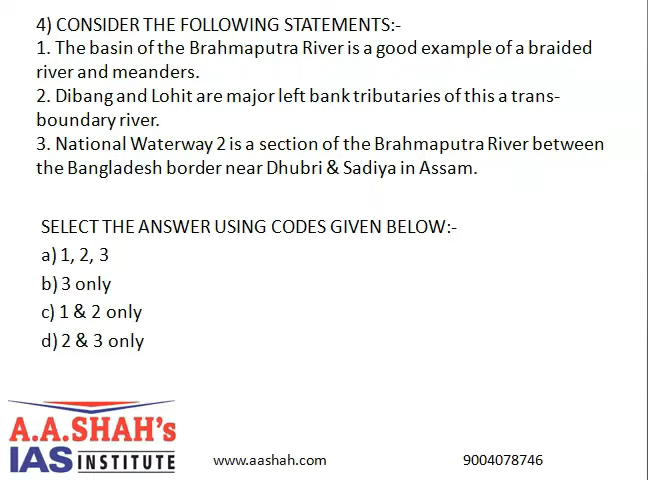 4) CONSIDER THE FOLLOWING STATEMENTS:-
1. The basin of the Brahmaputra River is a good example of a braided
river and meanders.
2. Dibang and Lohit are major left bank tributaries of this a trans-
boundary river.
3. National Waterway 2 is a section of the Brahmaputra River between
the Bangladesh border near Dhubri & Sadiya in Assam.
SELECT THE ANSWER USING CODES GIVEN BELOW:-
a) 1, 2, 3
b) 3 only
c) 1 & 2 only
d) 2 & 3 only
A.A.SHAH's
IAS INSTITUTE
www.aashah.com 9004078746